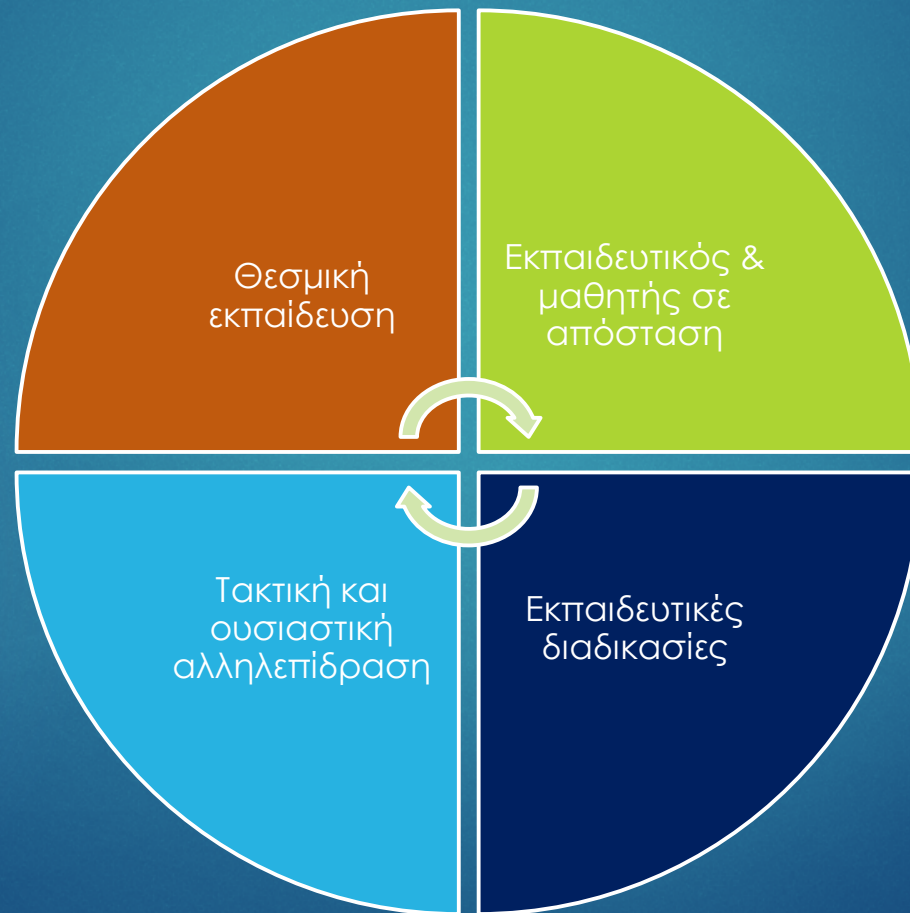 Θεσμική
εκπαίδευση
Εκπαιδευτικός &
μαθητής σε
απόσταση
Τακτική και
ουσιαστική
αλληλεπίδραση
Εκπαιδευτικές
διαδικασίες